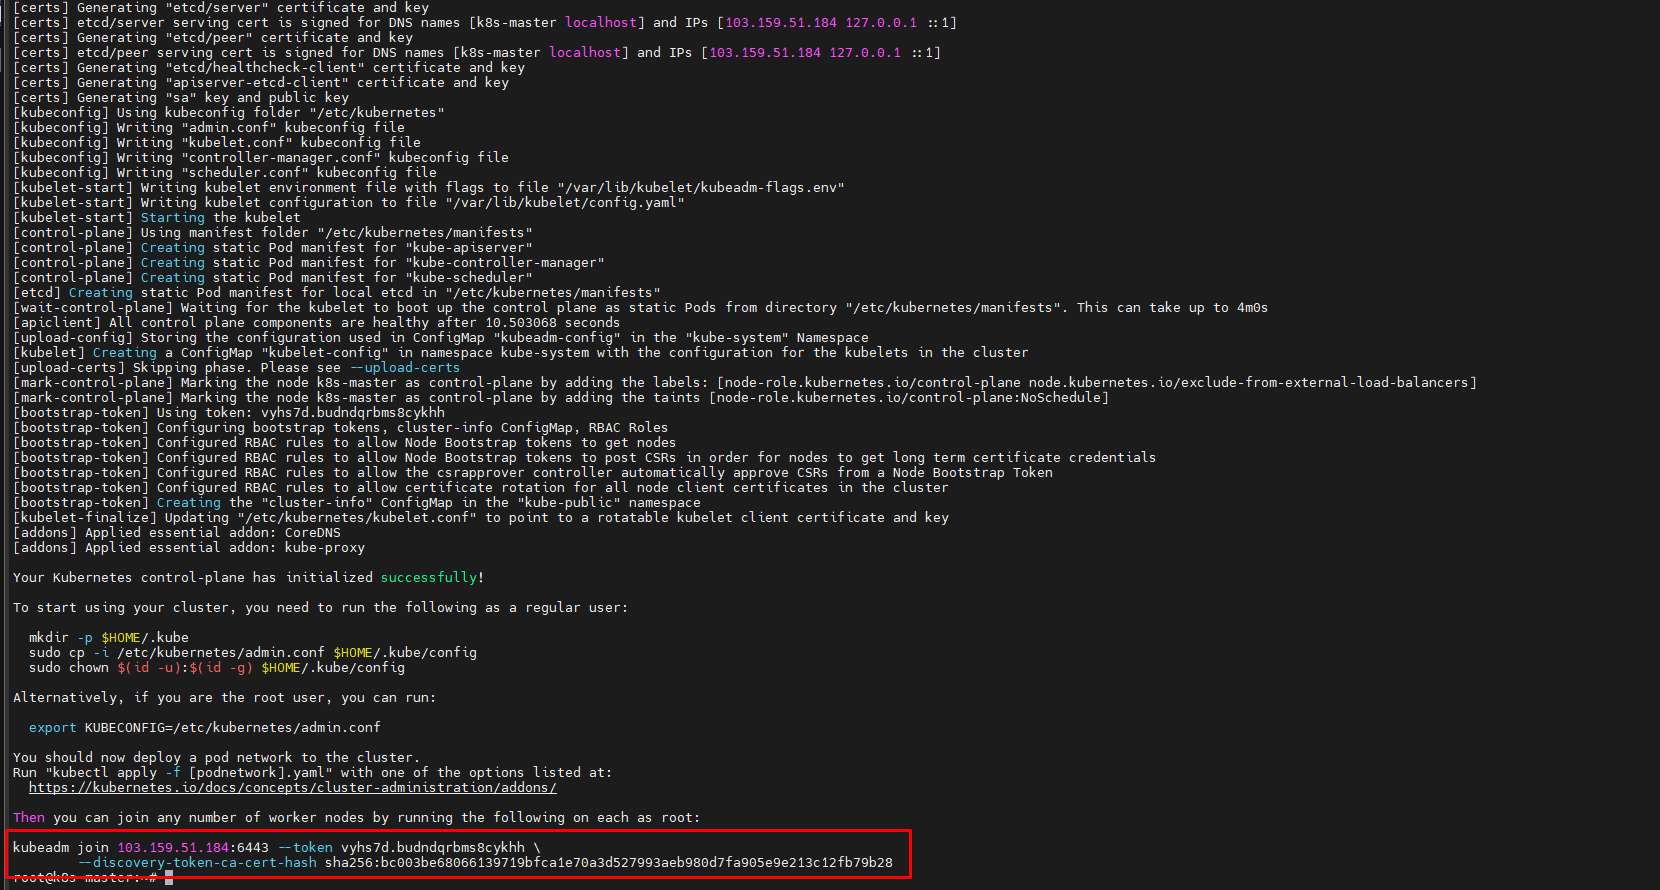 [certs] Generating "etcd/server" certificate and key
[certs] etcd/server serving cert is signed for DNS names [k8s-master localhost] and IPs [103.159.51.184 127.0.0.1 ::1]
[certs] Generating "etcd/peer" certificate and key
[certs] etcd/peer serving cert is signed for DNS names [k8s-master localhost] and IPs [103.159.51.184 127.0.0.1 ::1]
[certs] Generating "etcd/healthcheck-client" certificate and key
[certs] Generating "apiserver-etcd-client" certificate and key
[certs] Generating "sa" key and public key
[kubeconfig] Using kubeconfig folder "/etc/kubernetes"
[kubeconfig] Writing "admin.conf" kubeconfig file
[kubeconfig] Writing "kubelet.conf" kubeconfig file
[kubeconfig] Writing "controller-manager.conf" kubeconfig file
[kubeconfig] Writing "scheduler.conf" kubeconfig file
[kubelet-start] Writing kubelet environment file with flags to file "/var/lib/kubelet/kubeadm-flags.env"
[kubelet-start] Writing kubelet configuration to file "/var/lib/kubelet/config.yaml"
[kubelet-start] Starting the kubelet
[control-plane] Using manifest folder "/etc/kubernetes/manifests"
[control-plane] Creating static Pod manifest for "kube-apiserver"
[control-plane] Creating static Pod manifest for "kube-controller-manager"
[control-plane] Creating static Pod manifest for "kube-scheduler"
[etcd] Creating static Pod manifest for local etcd in "/etc/kubernetes/manifests"
[wait-control-plane] Waiting for the kubelet to boot up the control plane as static Pods from directory "/etc/kubernetes/manifests". This can take up to 4m0s
[apiclient] All control plane components are healthy after 10.503068 seconds
[upload-config] Storing the configuration used in ConfigMap "kubeadm-config" in the "kube-system" Namespace
[kubelet] Creating a ConfigMap "kubelet-config" in namespace kube-system with the configuration for the kubelets in the cluster
[upload-certs] Skipping phase. Please see --upload-certs
[mark-control-plane] Marking the node k8s-master as control-plane by adding the labels: [node-role.kubernetes.io/control-plane node.kubernetes.io/exclude-from-external-load-balancers]
[mark-control-plane] Marking the node k8s-master as control-plane by adding the taints [node-role.kubernetes.io/control-plane:NoSchedule]
[bootstrap-token] Using token: vyhs7d.budndqrbms8cykhh
[bootstrap-token] Configuring bootstrap tokens, cluster-info ConfigMap, RBAC Roles
[bootstrap-token] Configured RBAC rules to allow Node Bootstrap tokens to get nodes
[bootstrap-token] Configured RBAC rules to allow Node Bootstrap tokens to post CSRs in order for nodes to get long term certificate credentials
[bootstrap-token] Configured RBAC rules to allow the csrapprover controller automatically approve CSRs from a Node Bootstrap Token
[bootstrap-token] Configured RBAC rules to allow certificate rotation for all node client certificates in the cluster
[bootstrap-token] Creating the "cluster-info" ConfigMap in the "kube-public" namespace
[kubelet-finalize] Updating "/etc/kubernetes/kubelet.conf" to point to a rotatable kubelet client certificate and key
[addons] Applied essential addon: CoreDNS
[addons] Applied essential addon: kube-proxy
Your Kubernetes control-plane has initialized successfully!
To start using your cluster, you need to run the following as a regular user:
mkdir -p $HOME/.kube
sudo cp -i /etc/kubernetes/admin.conf $HOME/.kube/config
sudo chown $(id -u):$(id -g) $HOME/.kube/config
Alternatively, if you are the root user, you can run:
export KUBECONFIG=/etc/kubernetes/admin.conf
You should now deploy a pod network to the cluster.
Run "kubectl apply -f [podnetwork].yaml" with one of the options listed at:
https://kubernetes.io/docs/concepts/cluster-administration/addons/
Then you can join any number of worker nodes by running the following on each as root:
kubeadm join 103.159.51.184:6443 --token vyhs7d.budndqrbms8cykhh \
--discovery-token-ca-cert-hash sha256:bc003be68066139719bfca1e70a3d527993aeb980d7fa905e9e213c12fb79b28
root@k8s-master:~#